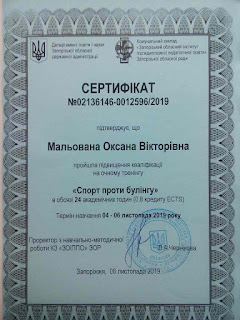 Департамент освіти і науки
Запорізької обласної
державної адміністрації
Комунальний заклад
«Запорізький обласний інститут
післядипломної педагогічної освіти»
Запорізької обласної ради
СЕРТИФІКАТ
№02136146-0012596/2019
підтверджує, що
Мальована Оксана Вікторівна
пройшла підвищення кваліфікації
на очному тренінгу
«Спорт проти булінгу»
в обсязі 24 академічних годин (0,8 кредиту ECTS)
Термін навчання 04 - 06 листопада 2019 року
Проректор з навчально-методичної
роботи КЗ «ЗОІППО» ЗОР
Запоріжжя, 06 листопада 2019